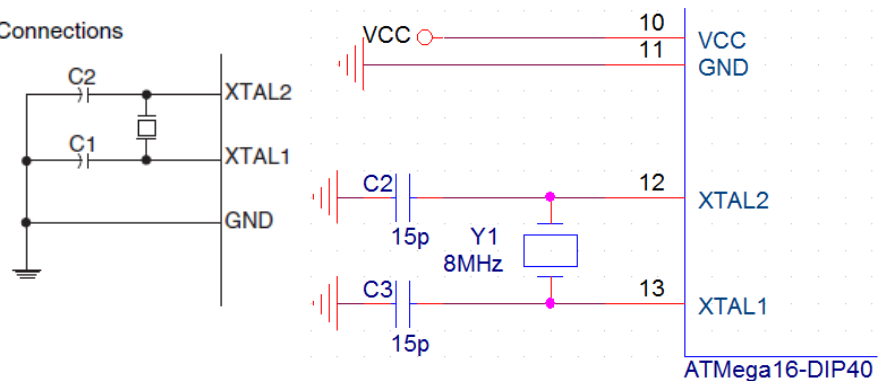 Connections
C2
XTAL2
C1
XTAL1
GND
VCC
10
VCC
11
GND
C2
12
XTAL2
15p
Y1
8MHz
C3
13
XTAL1
15p
ATMega16-DIP40